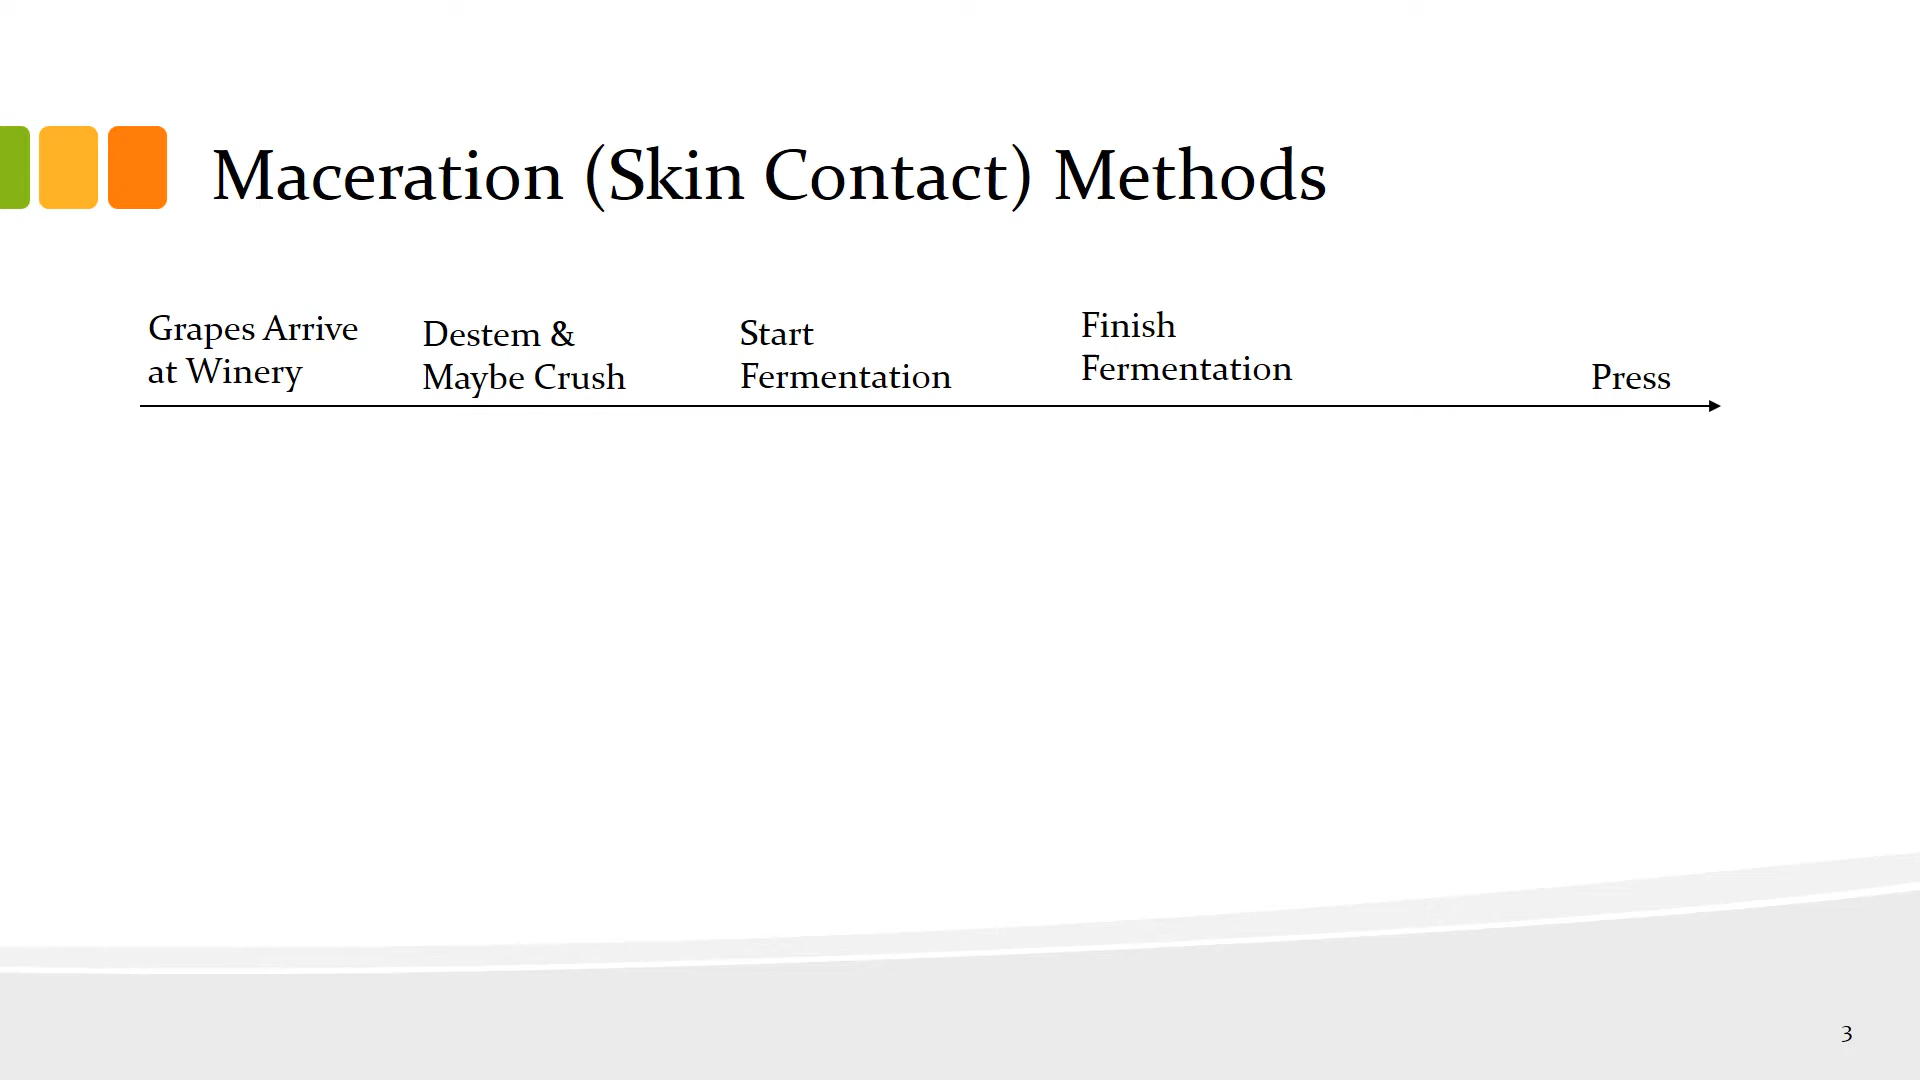 Maceration (Skin Contact) Methods
Grapes Arrive
at Winery
Destem &
Maybe Crush
Start
Fermentation
Finish
Fermentation
Press
3